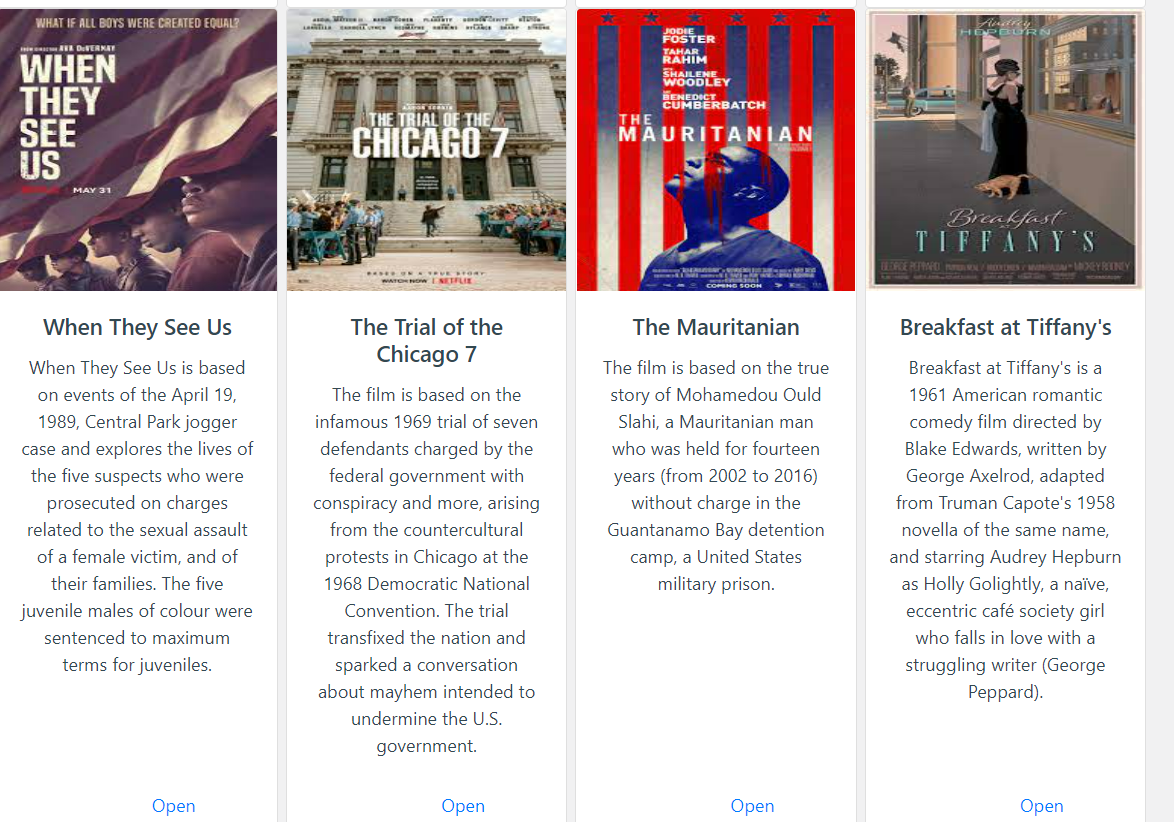 WHAT IF ALL BOYS WERE CREATED EQUAL?
FROM DIRECTOR AVA DuVERNAY
WHEN
THEY
SEE
US
MAY 31
When They See Us
When They See Us is based
on events of the April 19,
1989, Central Park jogger
case and explores the lives of
the five suspects who were
prosecuted on charges
related to the sexual assault
of a female victim, and of
their families. The five
juvenile males of colour were
sentenced to maximum
terms for juveniles.
Open
THE TRIAL OF THE
CHICAGO 7
BASED ON A TRUE STORY
WATCH NOW | NETFLIX
The Trial of the
Chicago 7
The film is based on the
infamous 1969 trial of seven
defendants charged by the
federal government with
conspiracy and more, arising
from the countercultural
protests in Chicago at the
1968 Democratic National
Convention. The trial
transfixed the nation and
sparked a conversation
about mayhem intended to
undermine the U.S.
government.
Open
JODIE
FOSTER
TAHAR
RAHIM
SHAILENE
WOODLEY
BENEDICT
CUMBERBATCH
THE
MAURITANIAN
COMING SOON
The Mauritanian
The film is based on the true
story of Mohamedou Ould
Slahi, a Mauritanian man
who was held for fourteen
years (from 2002 to 2016)
without charge in the
Guantanamo Bay detention
camp, a United States
military prison.
Open
Audrey
HEPBURN
Breakfast
AT
TIFFANY'S
GEORGE PEPPARD
MICKEY ROONEY
Breakfast at Tiffany's
Breakfast at Tiffany's is a
1961 American romantic
comedy film directed by
Blake Edwards, written by
George Axelrod, adapted
from Truman Capote's 1958
novella of the same name,
and starring Audrey Hepburn
as Holly Golightly, a naïve,
eccentric café society girl
who falls in love with a
struggling writer (George
Peppard).
Open